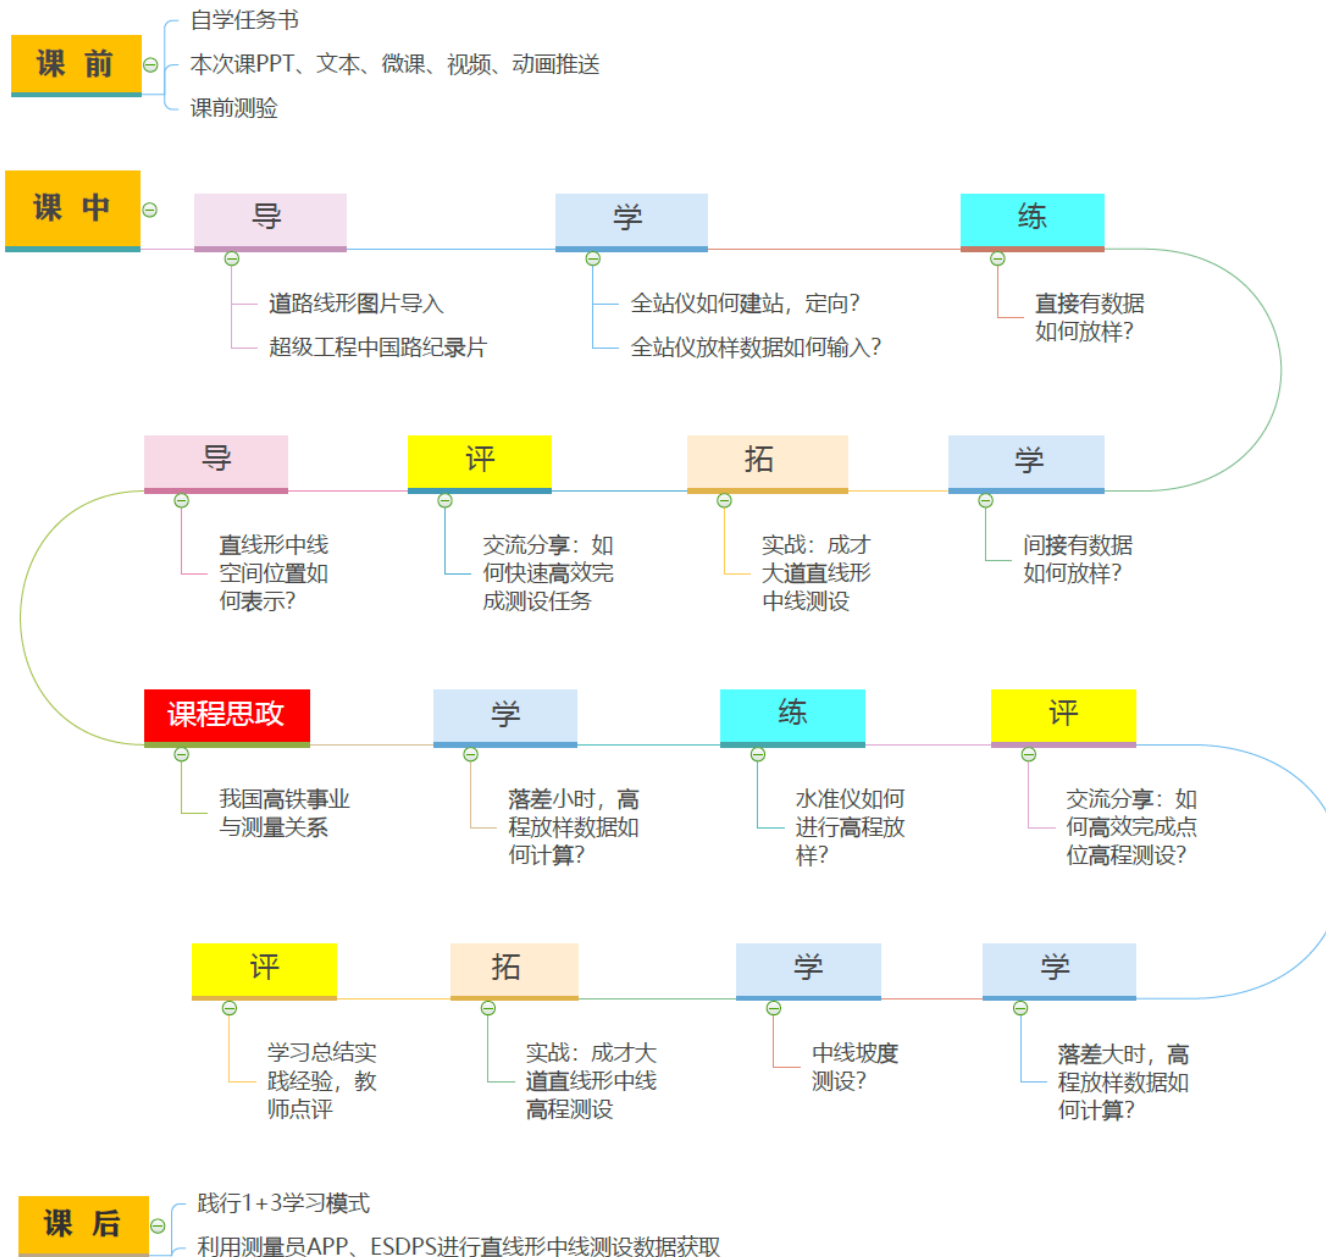 课 前
自学任务书
本次课PPT、文本、微课、视频、动画推送
课前测验
课 中
导
道路线形图片导入
超级工程中国路纪录片
学
全站仪如何建站，定向？
全站仪放样数据如何输入？
练
直接有数据
如何放样？
学
间接有数据
如何放样？
拓
实战：成才
大道直线形
中线测设
评
交流分享：如
何快速高效完
成测设任务
导
直线形中线
空间位置如
何表示？
课程思政
我国高铁事业
与测量关系
学
落差小时，高
程放样数据如
何计算？
练
水准仪如何
进行高程放
样？
评
交流分享：如
何高效完成点
位高程测设？
学
落差大时，高
程放样数据如
何计算？
学
中线坡度
测设？
拓
实战：成才大
道直线形中线
高程测设
评
学习总结实
践经验，教
师点评
课 后
践行1+3学习模式
利用测量员APP、ESDPS进行直线形中线测设数据获取